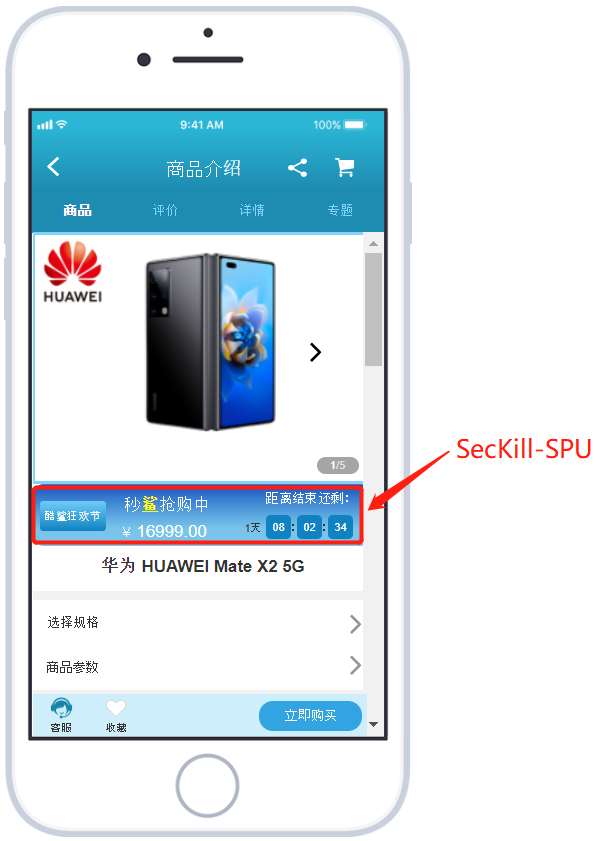 9:41 AM
100%
商品介绍
商品
评价
详情
专题
HUAWEI
1/5
SecKill-SPU
酷鲨狂欢节
秒鲨抢购中
距离结束还剩：
¥ 16999.00
1天 08 : 02 : 34
华为 HUAWEI Mate X2 5G
选择规格
商品参数
客服
收藏
立即购买